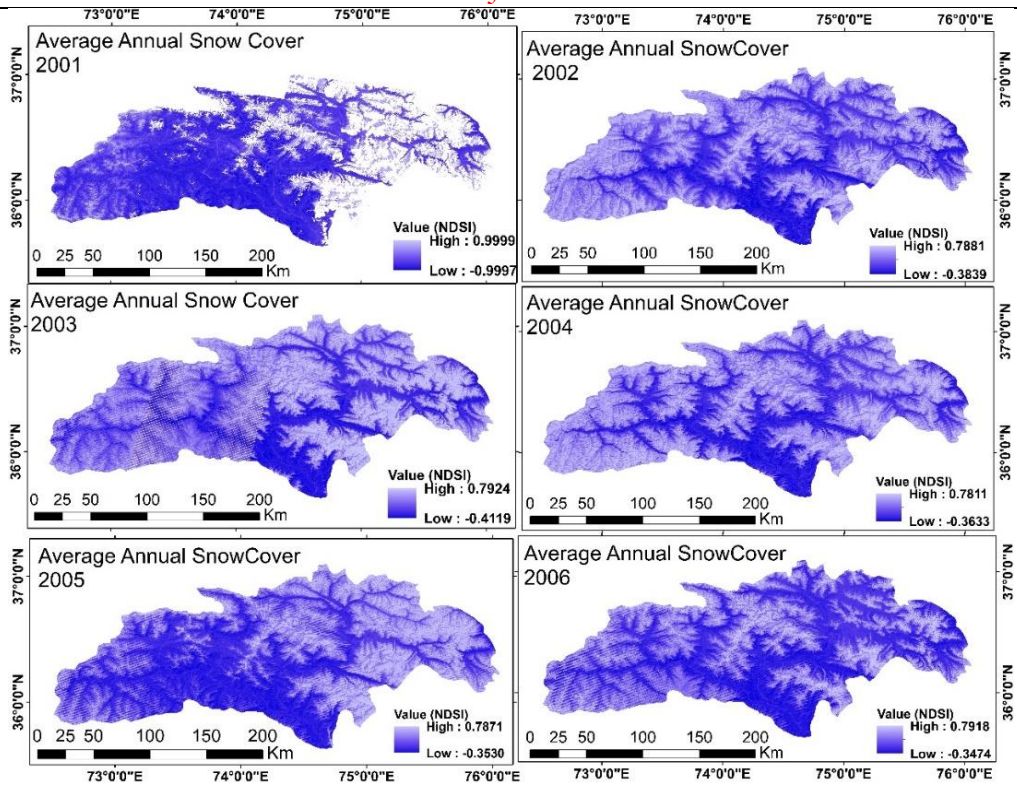 73°0'0"E 74°0'0"E 75°0'0"E 76°0'0"E
73°0'0"E 74°0'0"E 75°0'0"E 76°0'0"E
Average Annual Snow Cover
2001
37°0'0"N
36°0'0"N
Value (NDSI)
High : 0.9999
Low : -0.9997
0 25 50 100 150 200
Km
Average Annual SnowCover
2002
37°0'0"N
36°0'0"N
Value (NDSI)
High : 0.7881
Low : -0.3839
0 25 50 100 150 200
Km
Average Annual Snow Cover
2003
37°0'0"N
36°0'0"N
Value (NDSI)
High : 0.7924
Low : -0.4119
0 25 50 100 150 200
Km
Average Annual SnowCover
2004
37°0'0"N
36°0'0"N
Value (NDSI)
High : 0.7811
Low : -0.3633
0 25 50 100 150 200
Km
Average Annual SnowCover
2005
37°0'0"N
36°0'0"N
Value (NDSI)
High : 0.7871
Low : -0.3530
0 25 50 100 150 200
Km
Average Annual SnowCover
2006
37°0'0"N
36°0'0"N
Value (NDSI)
High : 0.7918
Low : -0.3474
0 25 50 100 150 200
Km
73°0'0"E 74°0'0"E 75°0'0"E 76°0'0"E
73°0'0"E 74°0'0"E 75°0'0"E 76°0'0"E